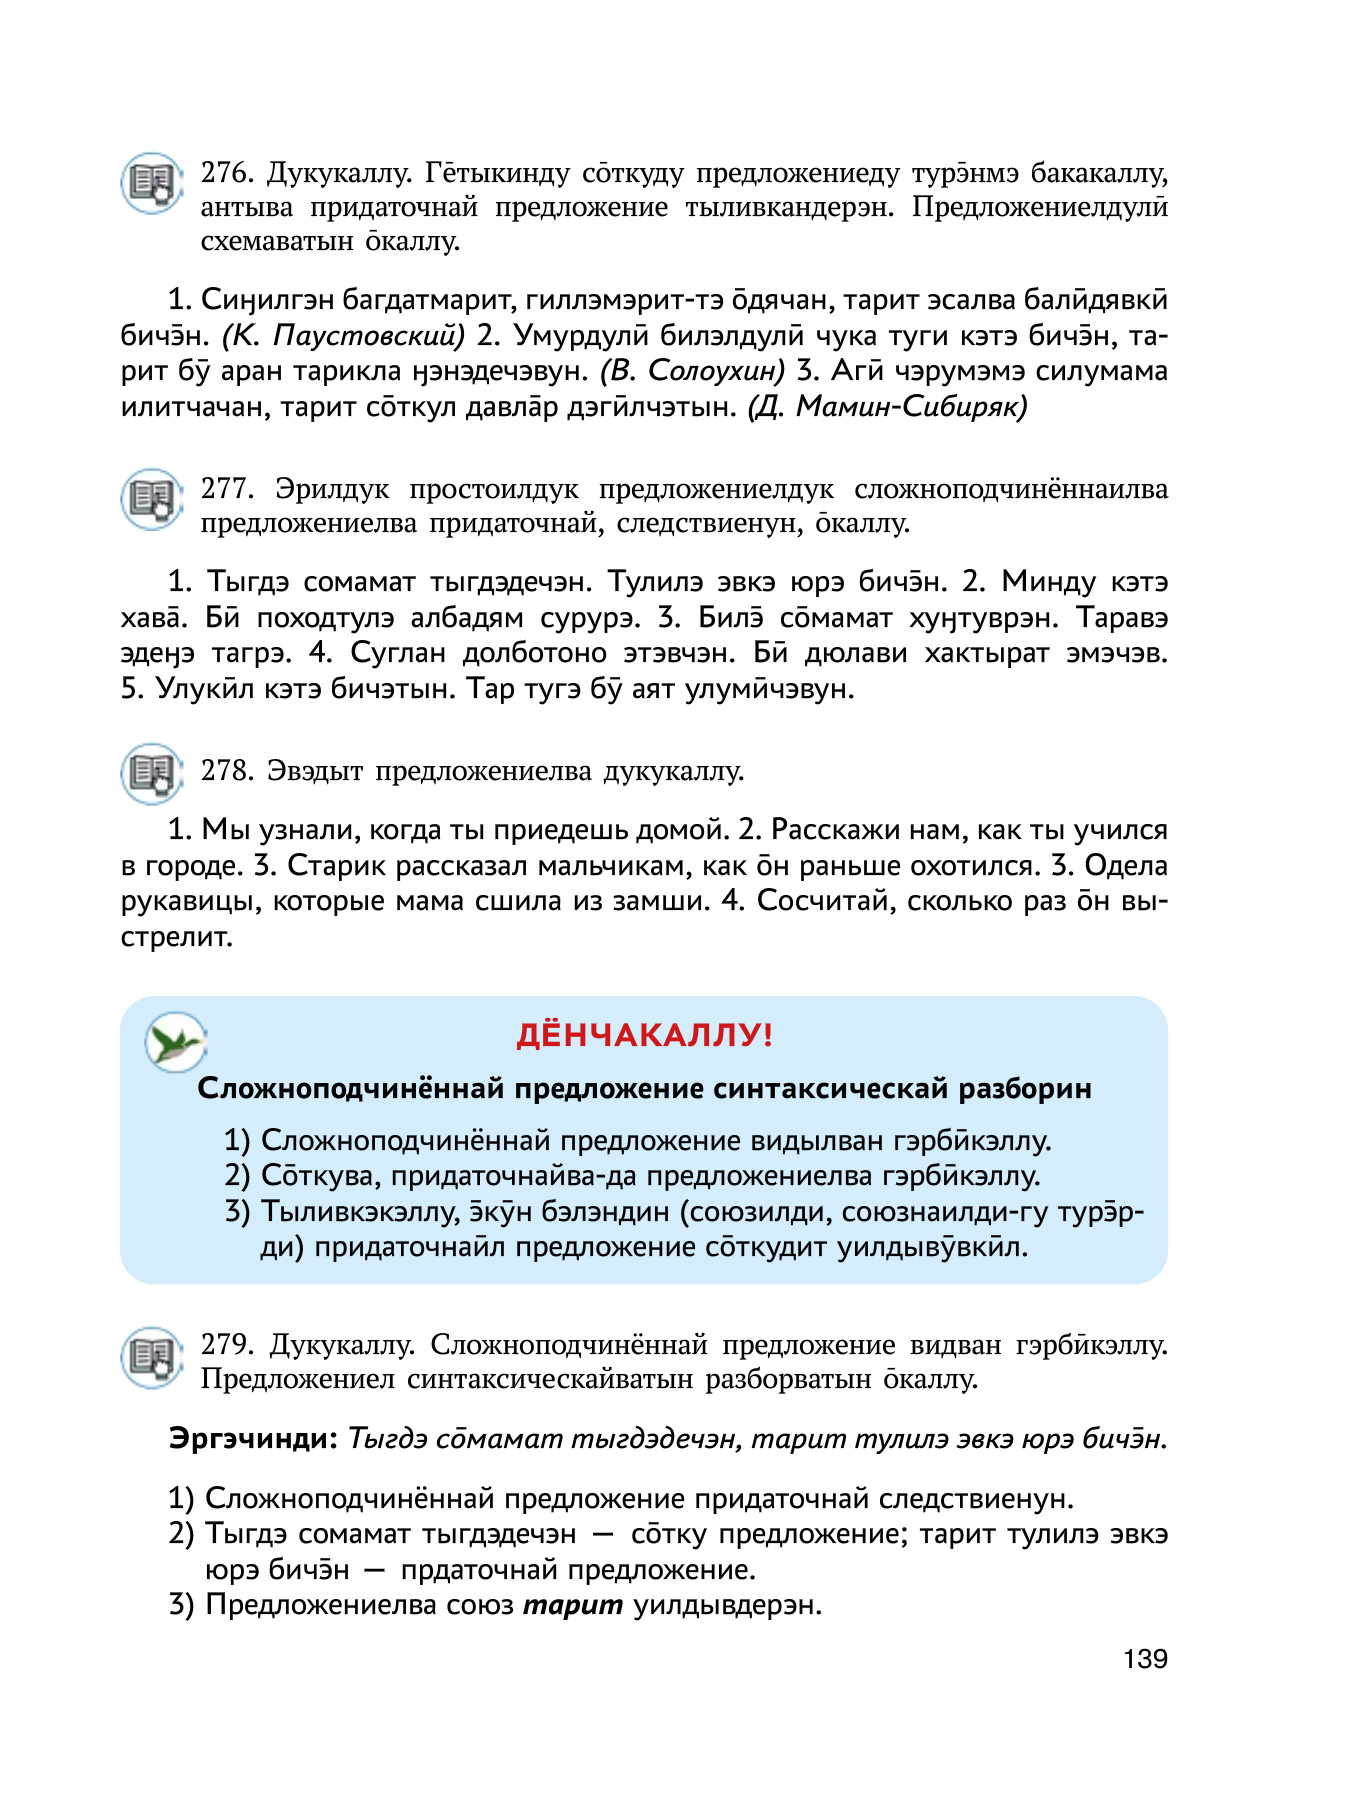 276. Дукукаллу. Гē̄тыкинду сōткуду предложениеду турэ̄нмэ бакакаллу,
антыва придаточнай предложение тыливкандерэн. Предложениелдулӣ
схемаватын ōкаллу.
1. Сиӈилгэн багдатмарит, гиллэмэрит-тэ ōдячан, тарит эсалва балӣдявкӣ
бичэ̄н. (К. Паустовский) 2. Умурдулӣ билэлдулӣ чука туги кэтэ бичэ̄н, та-
рит бӯ аран тарикла ӈэнэдечэвун. (В. Солоухин) 3. Агӣ чэрумэмэ силумама
илитчачан, тарит сōткул давлāр дэгӣлчэтын. (Д. Мамин-Сибиряк)
277. Эрилдук простоилдук предложениелдук сложноподчинённаилва
предложениелва придаточнай, следствиенун, ōкаллу.
1. Тыгдэ сомамат тыгдэдечэн. Тулилэ эвкэ юрэ бичэ̄н. 2. Минду кэтэ
хавā. Бӣ походтулэ албадям сурурэ. 3. Билэ̄ сōмамат хуӈтуврэн. Таравэ
эдеӈэ тагрэ. 4. Суглан долботоно этэвчэн. Бӣ дюлави хактырат эмэчэв.
5. Улукӣл кэтэ бичэтын. Тар тугэ бӯ аят улумӣчэвун.
278. Эвэдыт предложениелва дукукаллу.
1. Мы узнали, когда ты приедешь домой. 2. Расскажи нам, как ты учился
в городе. 3. Старик рассказал мальчикам, как ōн раньше охотился. 3. Одела
рукавицы, которые мама сшила из замши. 4. Сосчитай, сколько раз ōн вы-
стрелит.
ДЁНЧАКАЛЛУ!
Сложноподчинённай предложение синтаксическай разборин
1) Сложноподчинённай предложение видылван гэрбӣкэллу.
2) Сōткува, придаточнайва-да предложениелва гэрбӣкэллу.
3) Тыливкэкэллу, э̄кӯн бэлэндин (союзилди, союзнаилди-гу турэ̄р-
ди) придаточнаӣл предложение сōткудит уилдывӯвкӣл.
279. Дукукаллу. Сложноподчинённай предложение видван гэрбӣкэллу.
Предложениел синтаксическайватын разборватын ōкаллу.
Эргэчинди: Тыгдэ сōмамат тыгдэдечэн, тарит тулилэ эвкэ юрэ бичэ̄н.
1) Сложноподчинённай предложение придаточнай следствиенун.
2) Тыгдэ сомамат тыгдэдечэн — сōтку предложение; тарит тулилэ эвкэ
юрэ бичэ̄н — прдаточнай предложение.
3) Предложениелва союз тарит уилдывдерэн.
139